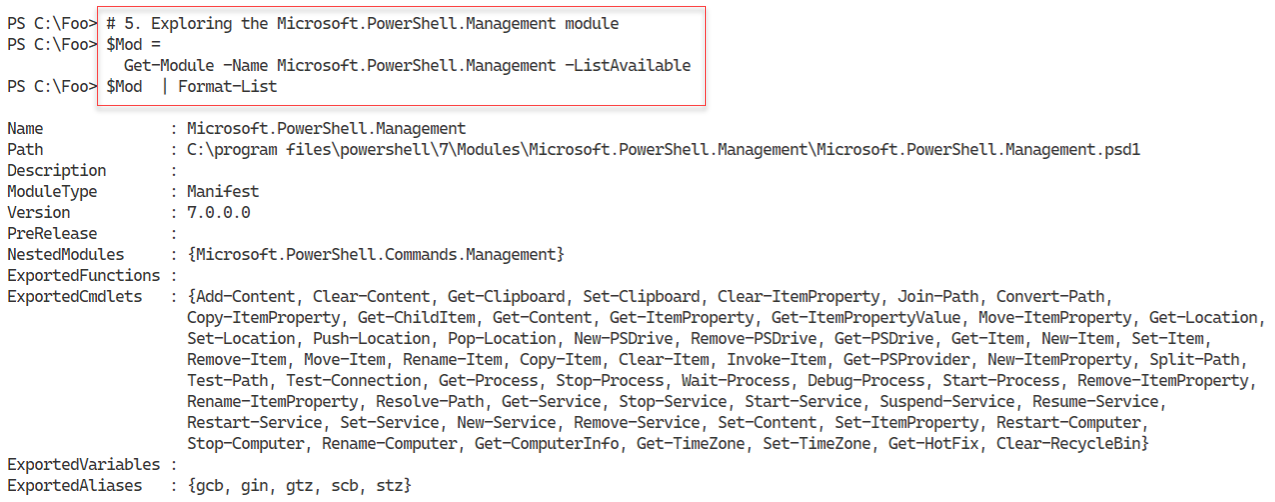 PS C:\Foo> # 5. Exploring the Microsoft.PowerShell.Management module
PS C:\Foo> $Mod =
             Get-Module -Name Microsoft.PowerShell.Management -ListAvailable
PS C:\Foo> $Mod  | Format-List

Name              : Microsoft.PowerShell.Management
Path              : C:\program files\powershell\7\Modules\Microsoft.PowerShell.Management\Microsoft.PowerShell.Management.psd1
Description       :
ModuleType        : Manifest
Version           : 7.0.0.0
PreRelease        :
NestedModules     : {Microsoft.PowerShell.Commands.Management}
ExportedFunctions :
ExportedCmdlets   : {Add-Content, Clear-Content, Get-Clipboard, Set-Clipboard, Clear-ItemProperty, Join-Path, Convert-Path,
                    Copy-ItemProperty, Get-ChildItem, Get-Content, Get-ItemProperty, Get-ItemPropertyValue, Move-ItemProperty, Get-Location,
                    Set-Location, Push-Location, Pop-Location, New-PSDrive, Remove-PSDrive, Get-PSDrive, Get-Item, New-Item, Set-Item,
                    Remove-Item, Move-Item, Rename-Item, Copy-Item, Clear-Item, Invoke-Item, Get-PSProvider, New-ItemProperty, Split-Path,
                    Test-Path, Test-Connection, Get-Process, Stop-Process, Wait-Process, Debug-Process, Start-Process, Remove-ItemProperty,
                    Rename-ItemProperty, Resolve-Path, Get-Service, Stop-Service, Start-Service, Suspend-Service, Resume-Service,
                    Restart-Service, Set-Service, New-Service, Remove-Service, Set-Content, Set-ItemProperty, Restart-Computer,
                    Stop-Computer, Rename-Computer, Get-ComputerInfo, Get-TimeZone, Set-TimeZone, Get-HotFix, Clear-RecycleBin}
ExportedVariables :
ExportedAliases   : {gcb, gin, gtz, scb, stz}